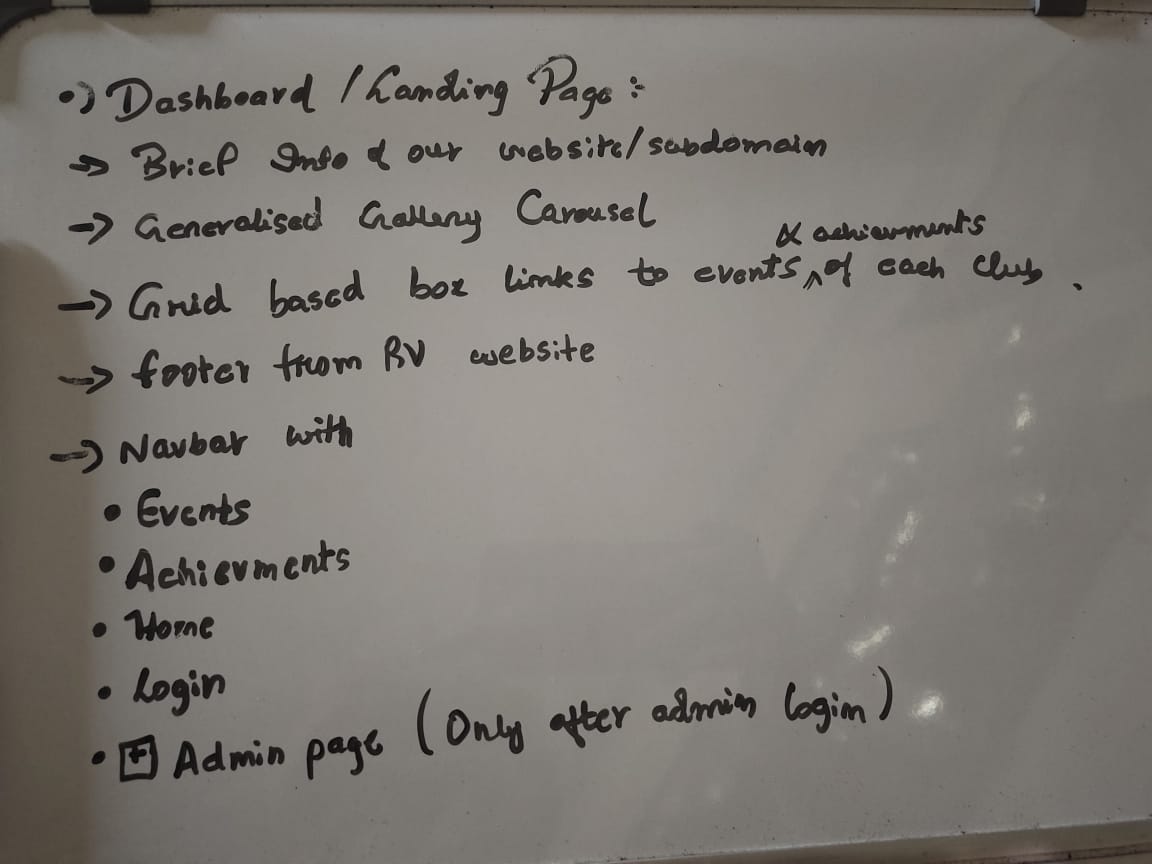 •) Dashboard / Landing Page :-
→ Brief Info of our website/subdomain
→ Generalised Gallery Carousel
& achievments
→ Grid based box links to events ^ of each club .
→ footer from RV website
→ Navbar with
• Events
• Achievments
• Home
• Login
• [+] Admin page (Only after admin login)